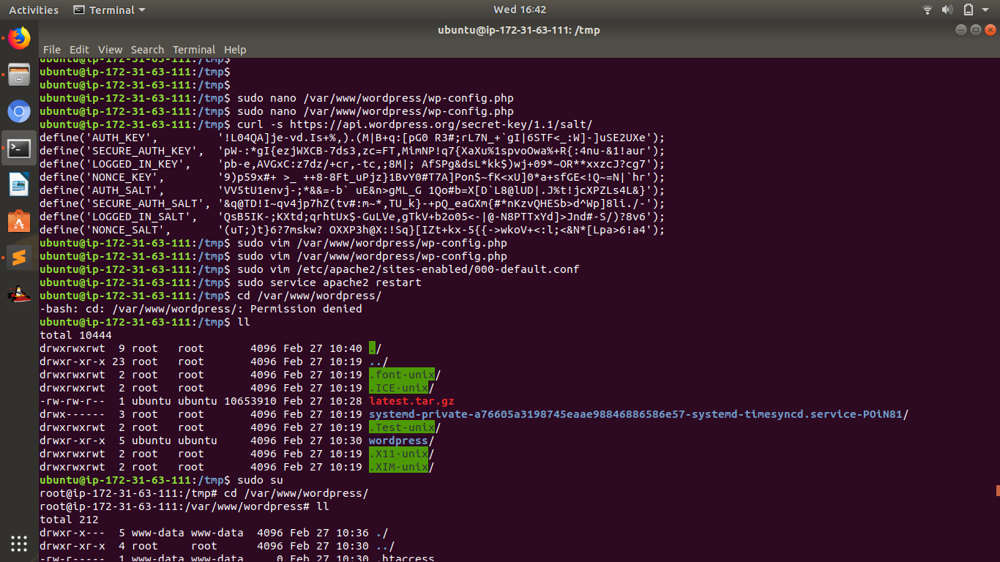 Activities Terminal Wed 16:42
ubuntu@ip-172-31-63-111: /tmp
File Edit View Search Terminal Help
ubuntu@ip-172-31-63-111:/tmp$
ubuntu@ip-172-31-63-111:/tmp$
ubuntu@ip-172-31-63-111:/tmp$
ubuntu@ip-172-31-63-111:/tmp$ sudo nano /var/www/wordpress/wp-config.php
ubuntu@ip-172-31-63-111:/tmp$ sudo nano /var/www/wordpress/wp-config.php
ubuntu@ip-172-31-63-111:/tmp$ curl -s https://api.wordpress.org/secret-key/1.1/salt/
define('AUTH_KEY',         '!L04QA]je-vd.Is+%,).(M|B+q:[pG0 R3#;rL7N_+`gI|6STF<_:W]-]uSE2UXe');
define('SECURE_AUTH_KEY',  'pW-:*gI{ezjWXCB-7ds3,zc=FT,MimNP!q7{XaXu%1spvoOwa%+R{:4nu-&1!aur');
define('LOGGED_IN_KEY',    'pb-e,AVGxC:z7dz/+cr,-tc,;8M|; AfSPg&dsL*kk$)wj+09*~OR**xxzcJ?cg7');
define('NONCE_KEY',        '9)p59x#+ >_ ++8-8Ft_uPjz}1BvY0#T7A]Pon$~fK<xU]0*a+sfGE<!Q~=N|`hr');
define('AUTH_SALT',        'VV5tU1envj-;*&&=-b` uE&n>gML_G 1Qo#b=X[D`L8@lUD|.J%t!jcXPZLs4L&}');
define('SECURE_AUTH_SALT', '&q@TD!I~qv4jp7hZ(tv#:m~*,TU_k}-+pQ_eaGXm{#*nKzvQHESb>d^Wp]8li./-');
define('LOGGED_IN_SALT',   'QsB5IK-;KXtd;qrhtUx$-GuLVe,gTkV+b2o05<-|@-N8PTTxYd]>Jnd#-S/)?8v6');
define('NONCE_SALT',       '(uT;)t}6?7mskw? OXXP3h@X:!Sq}[IZt+kx-5{{->wkoV+<:l;<&N*[Lpa>6!a4');
ubuntu@ip-172-31-63-111:/tmp$ sudo vim /var/www/wordpress/wp-config.php
ubuntu@ip-172-31-63-111:/tmp$ sudo vim /var/www/wordpress/wp-config.php
ubuntu@ip-172-31-63-111:/tmp$ sudo vim /etc/apache2/sites-enabled/000-default.conf
ubuntu@ip-172-31-63-111:/tmp$ sudo service apache2 restart
ubuntu@ip-172-31-63-111:/tmp$ cd /var/www/wordpress/
-bash: cd: /var/www/wordpress/: Permission denied
ubuntu@ip-172-31-63-111:/tmp$ ll
total 10444
drwxrwxrwt  9 root   root       4096 Feb 27 10:40 ./
drwxr-xr-x 23 root   root       4096 Feb 27 10:19 ../
drwxrwxrwt  2 root   root       4096 Feb 27 10:19 .font-unix/
drwxrwxrwt  2 root   root       4096 Feb 27 10:19 .ICE-unix/
-rw-rw-r--  1 ubuntu ubuntu 10653910 Feb 27 10:28 latest.tar.gz
drwx------  3 root   root       4096 Feb 27 10:19 systemd-private-a76605a3198745eaae98846886586e57-systemd-timesyncd.service-POiN81/
drwxrwxrwt  2 root   root       4096 Feb 27 10:19 .Test-unix/
drwxr-xr-x  5 ubuntu ubuntu     4096 Feb 27 10:30 wordpress/
drwxrwxrwt  2 root   root       4096 Feb 27 10:19 .X11-unix/
drwxrwxrwt  2 root   root       4096 Feb 27 10:19 .XIM-unix/
ubuntu@ip-172-31-63-111:/tmp$ sudo su
root@ip-172-31-63-111:/tmp# cd /var/www/wordpress/
root@ip-172-31-63-111:/var/www/wordpress# ll
total 212
drwxr-x---  5 www-data www-data  4096 Feb 27 10:36 ./
drwxr-xr-x  4 root     root      4096 Feb 27 10:30 ../
-rw-r-----  1 www-data www-data     0 Feb 27 10:30 .htaccess